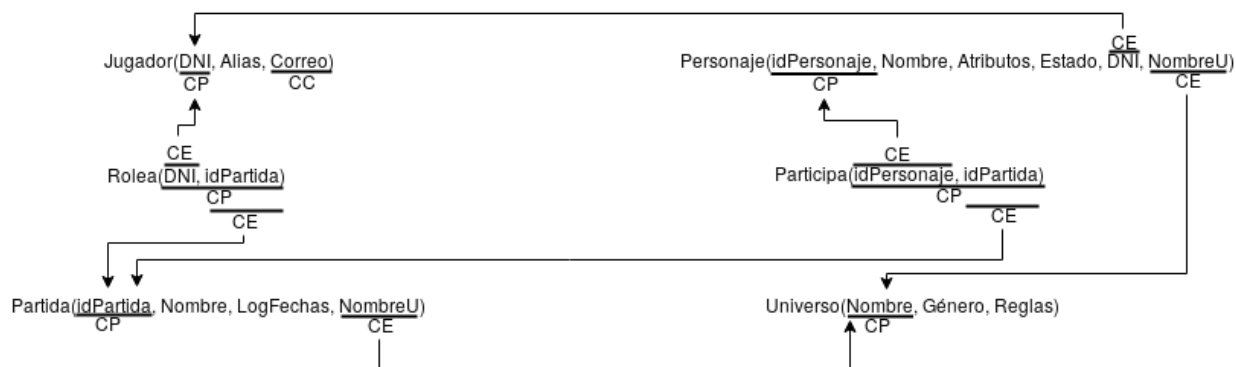 CE
Jugador(DNI, Alias, Correo)
Personaje(idPersonaje, Nombre, Atributos, Estado, DNI, NombreU)
CP
CC
CP
CE
CE
CE
Rolea(DNI, idPartida)
Participa(idPersonaje, idPartida)
CP
CP
CE
CE
Partida(idPartida, Nombre, LogFechas, NombreU)
Universo(Nombre, Género, Reglas)
CP
CE
CP